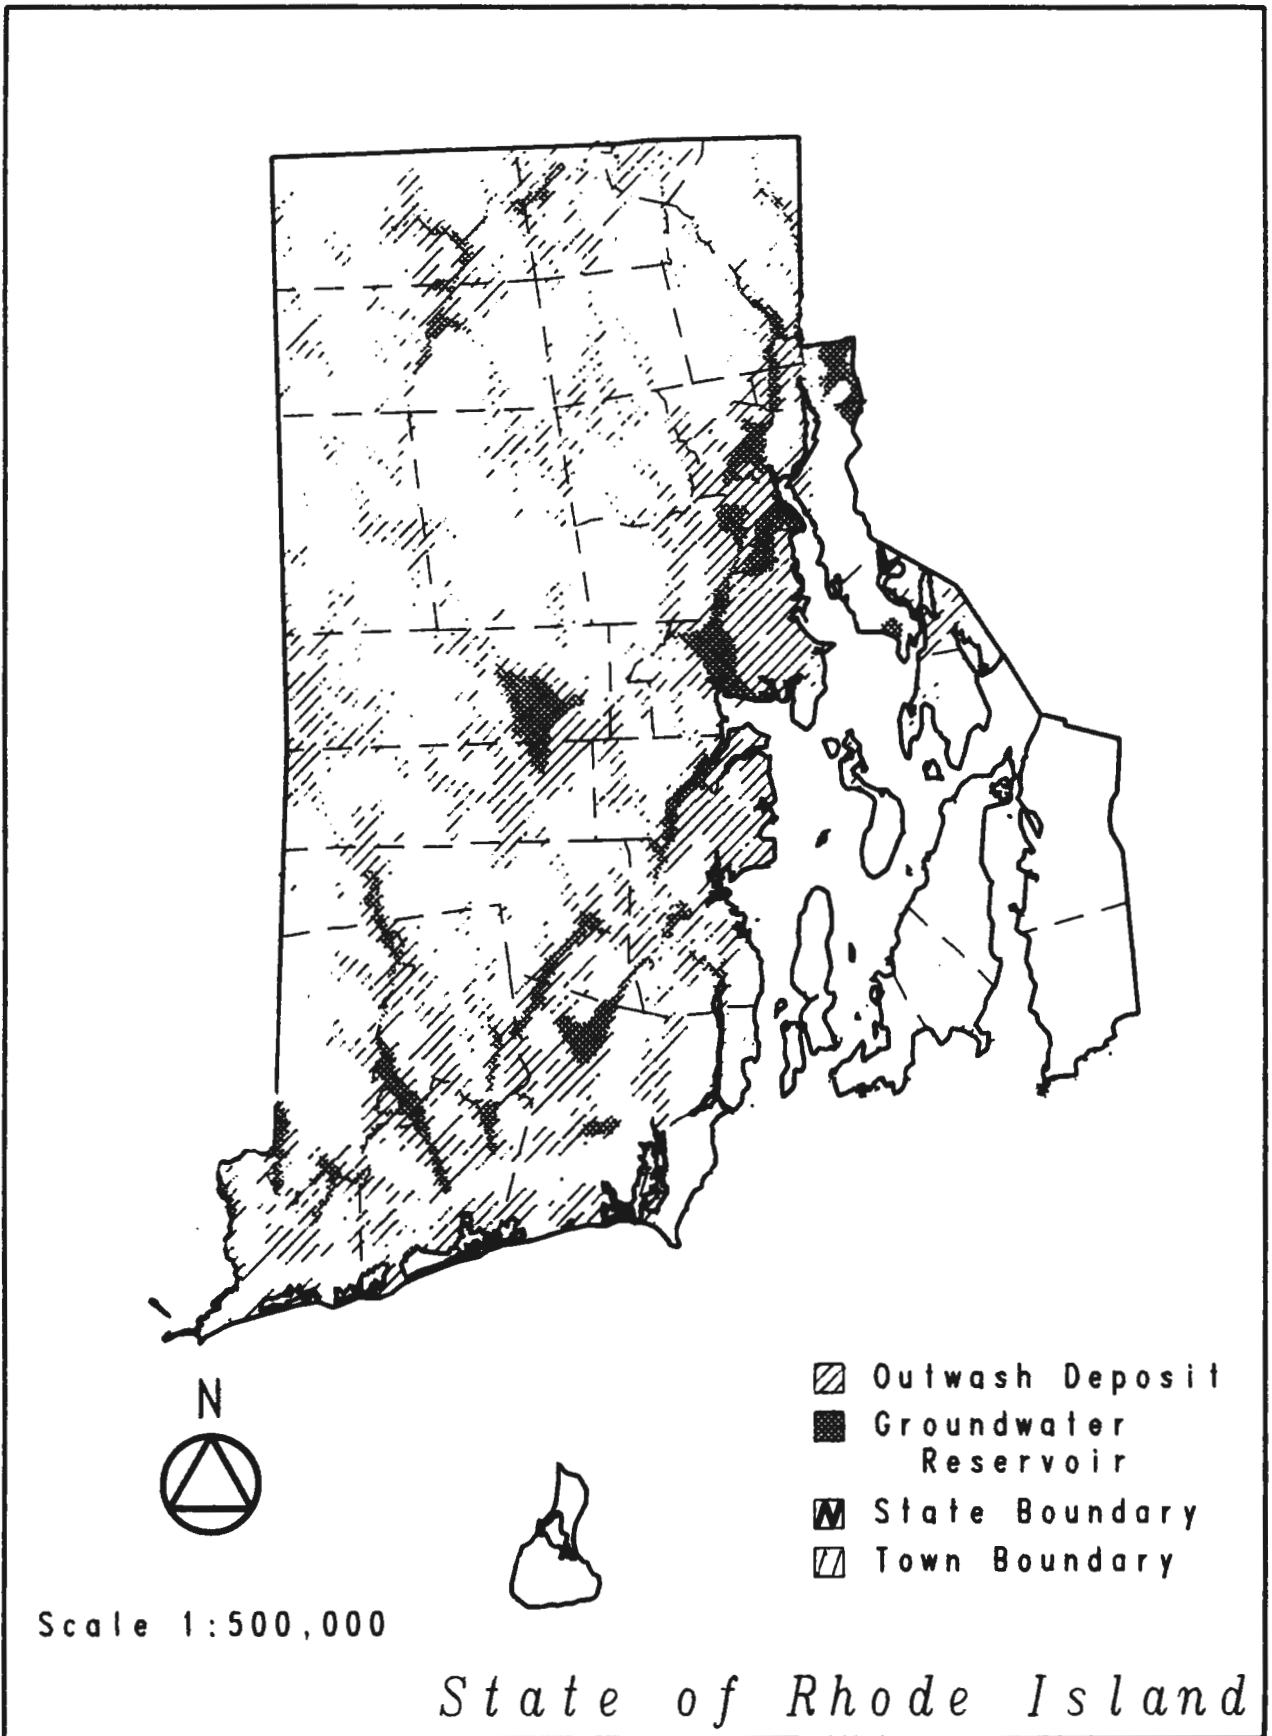 N
Outwash Deposit
Groundwater
Reservoir
State Boundary
Town Boundary
Scale 1:500,000
State of Rhode Island